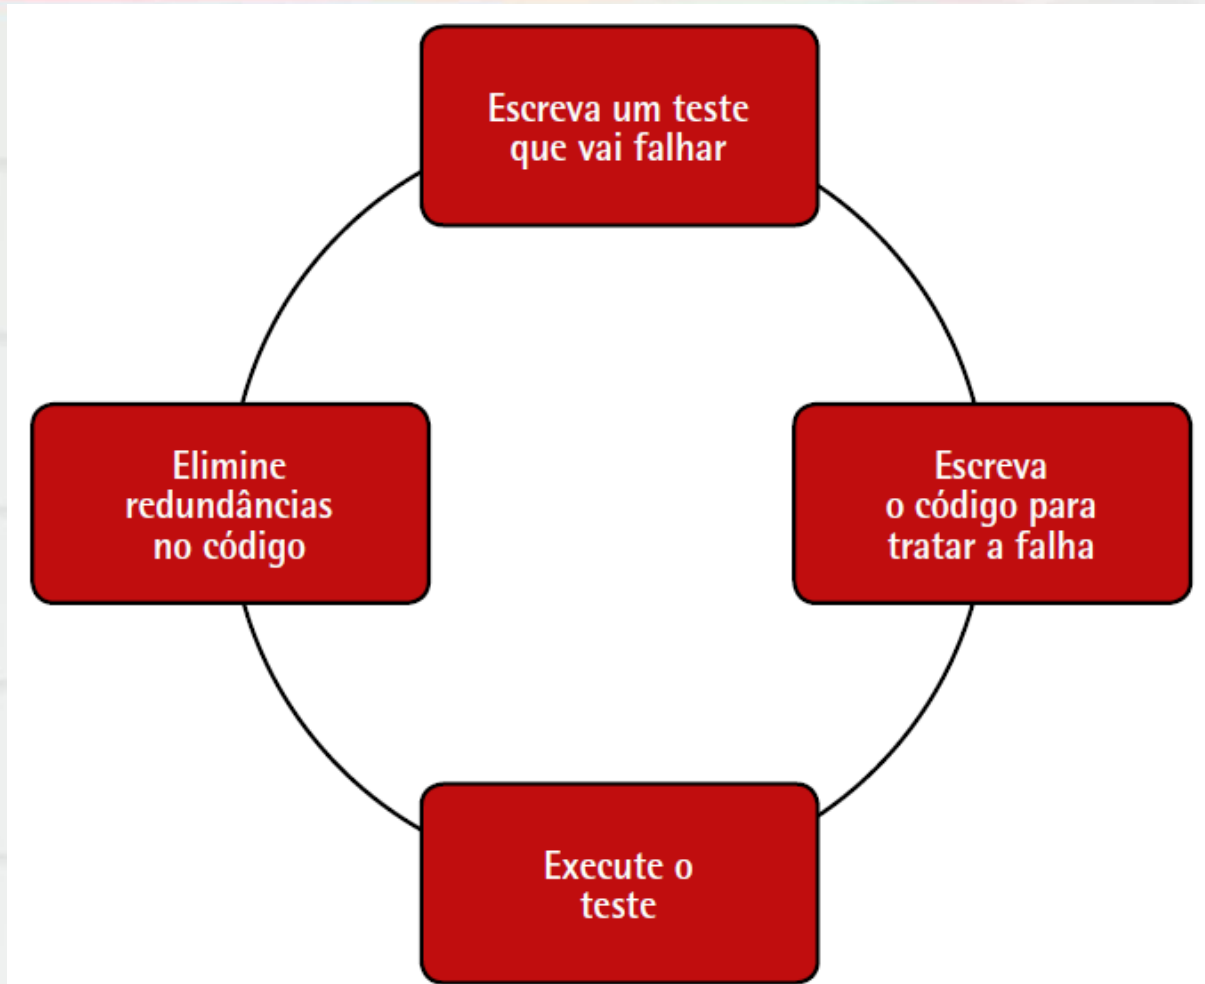 Escreva um teste
que vai falhar
Escreva
o código para
tratar a falha
Execute o
teste
Elimine
redundâncias
no código